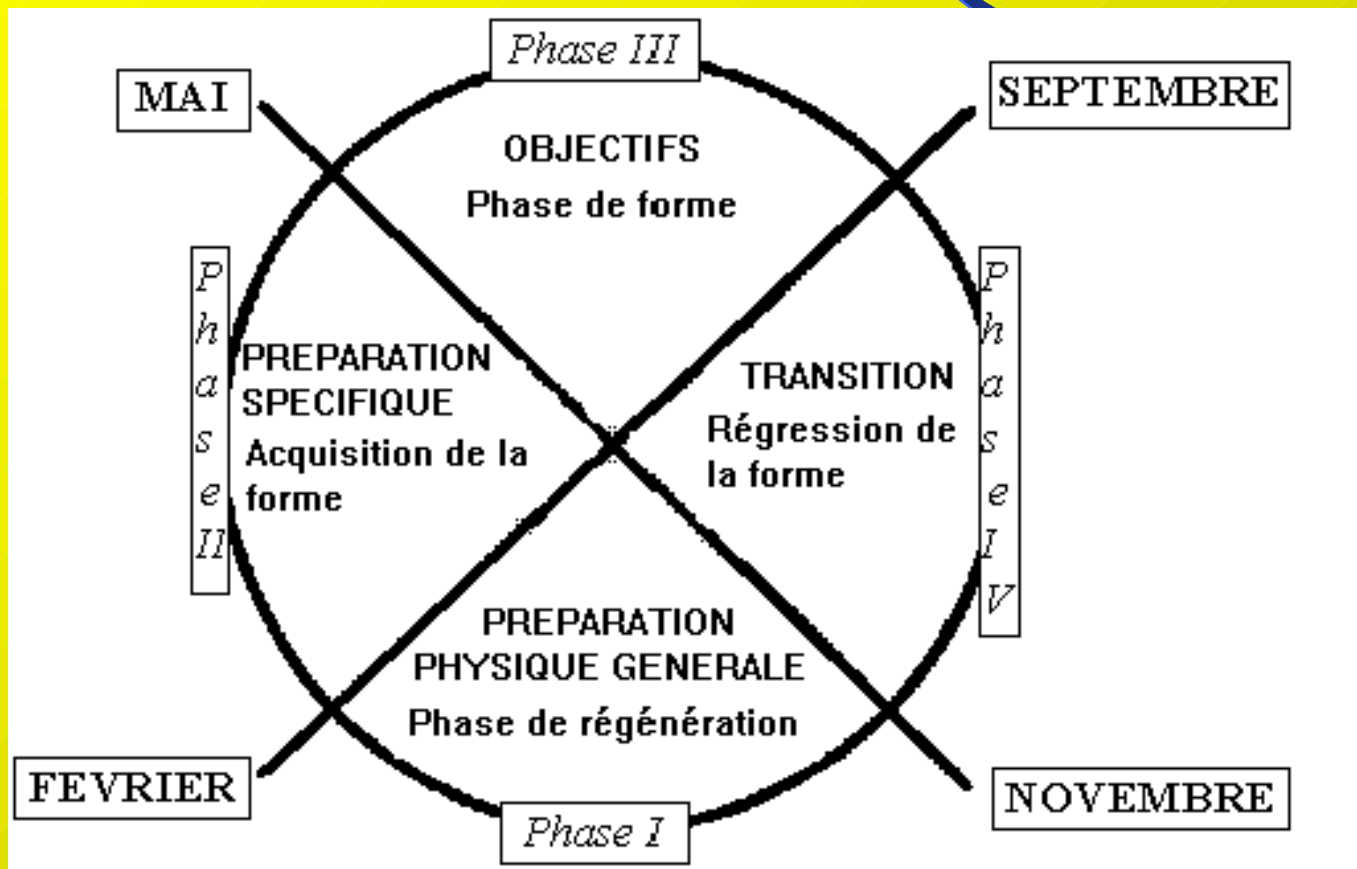 Phase III
MAI
SEPTEMBRE
OBJECTIFS
Phase de forme
Phase II
PREPARATION
SPECIFIQUE
Acquisition de la
forme
TRANSITION
Régression de
la forme
Phase IV
PREPARATION
PHYSIQUE GENERALE
Phase de régénération
FEVRIER
NOVEMBRE
Phase I